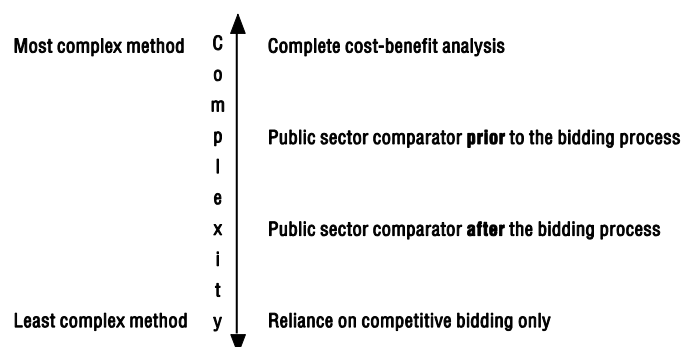 Most complex method Complete cost-benefit analysis
Public sector comparator prior to the bidding process
Public sector comparator after the bidding process
Least complex method Reliance on competitive bidding only
Complexity